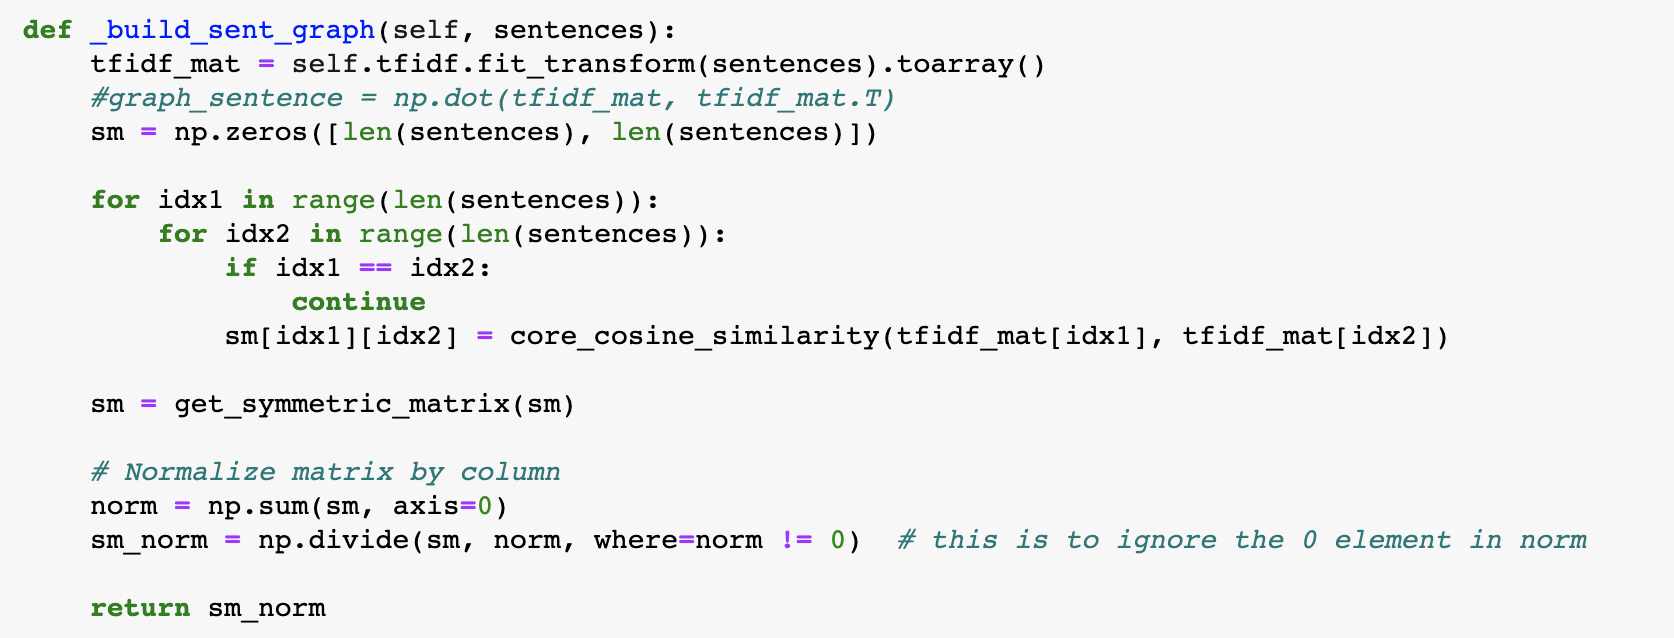 def _build_sent_graph(self, sentences):
    tfidf_mat = self.tfidf.fit_transform(sentences).toarray()
    #graph_sentence = np.dot(tfidf_mat, tfidf_mat.T)
    sm = np.zeros([len(sentences), len(sentences)])

    for idx1 in range(len(sentences)):
        for idx2 in range(len(sentences)):
            if idx1 == idx2:
                continue
            sm[idx1][idx2] = core_cosine_similarity(tfidf_mat[idx1], tfidf_mat[idx2])

    sm = get_symmetric_matrix(sm)

    # Normalize matrix by column
    norm = np.sum(sm, axis=0)
    sm_norm = np.divide(sm, norm, where=norm != 0)  # this is to ignore the 0 element in norm

    return sm_norm